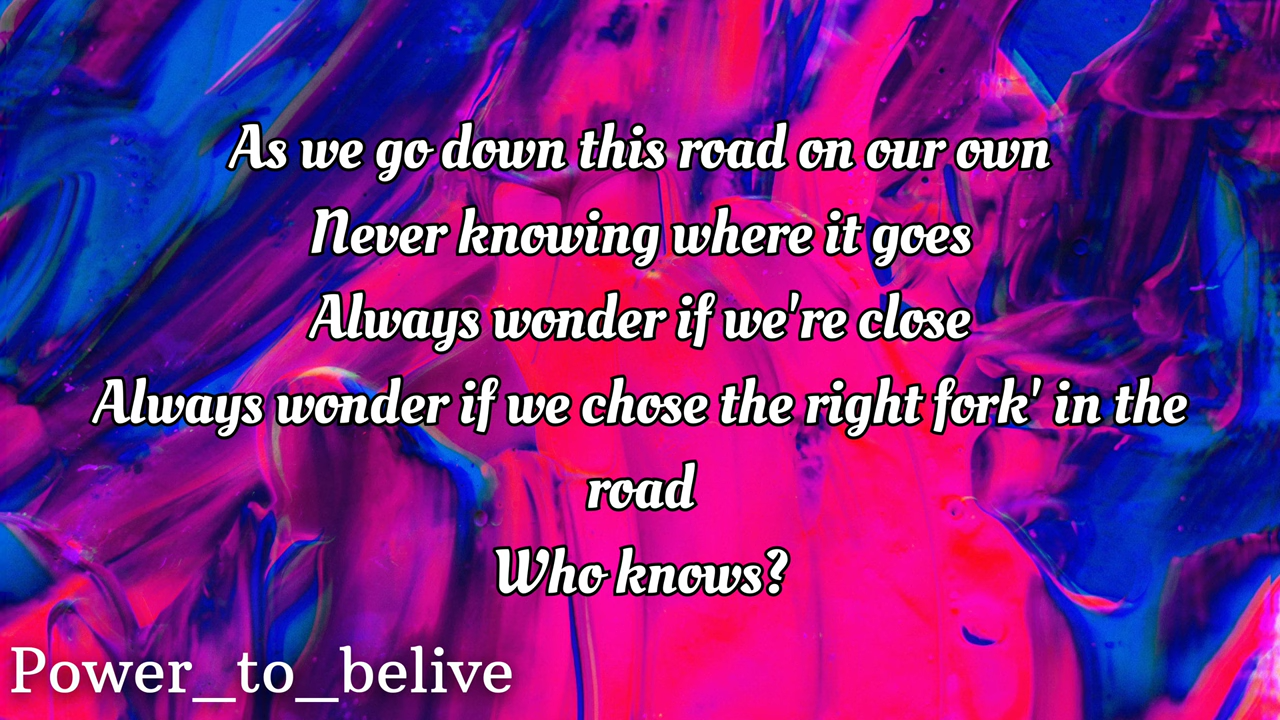 As we go down this road on our own
Never knowing where it goes
Always wonder if we're close
Always wonder if we chose the right fork' in the
road
Who knows?
Power_to_belive